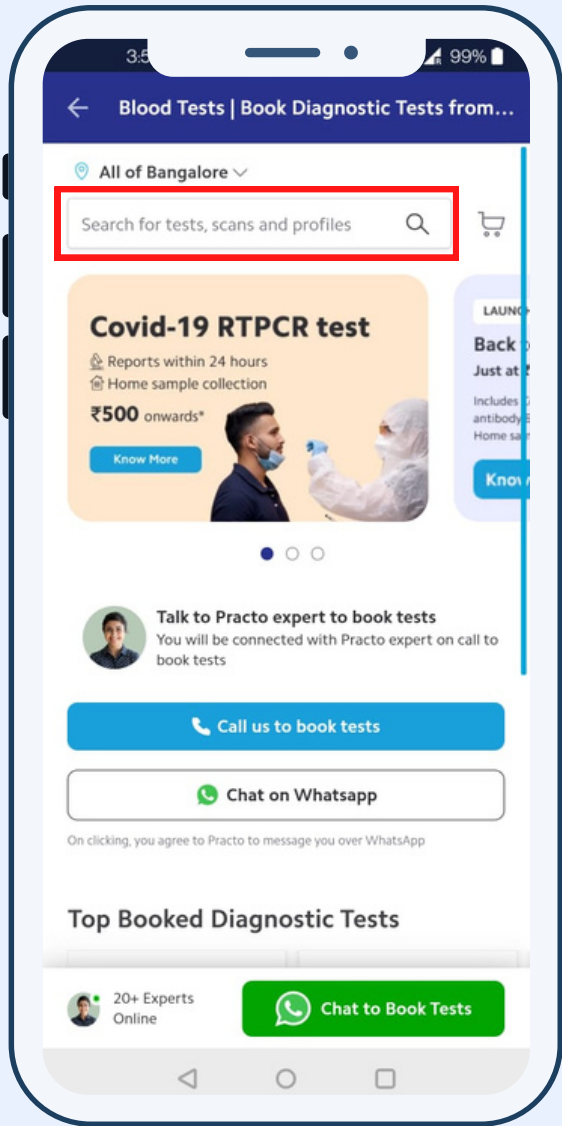 99%
Blood Tests | Book Diagnostic Tests from...
All of Bangalore
Search for tests, scans and profiles
Covid-19 RTPCR test
Reports within 24 hours
Home sample collection
₹500 onwards*
Know More
Back
Just at
Includes
antibody
Home
Talk to Practo expert to book tests
You will be connected with Practo expert on call to
book tests
Call us to book tests
Chat on Whatsapp
On clicking, you agree to Practo to message you over WhatsApp
Top Booked Diagnostic Tests
20+ Experts
Online
Chat to Book Tests